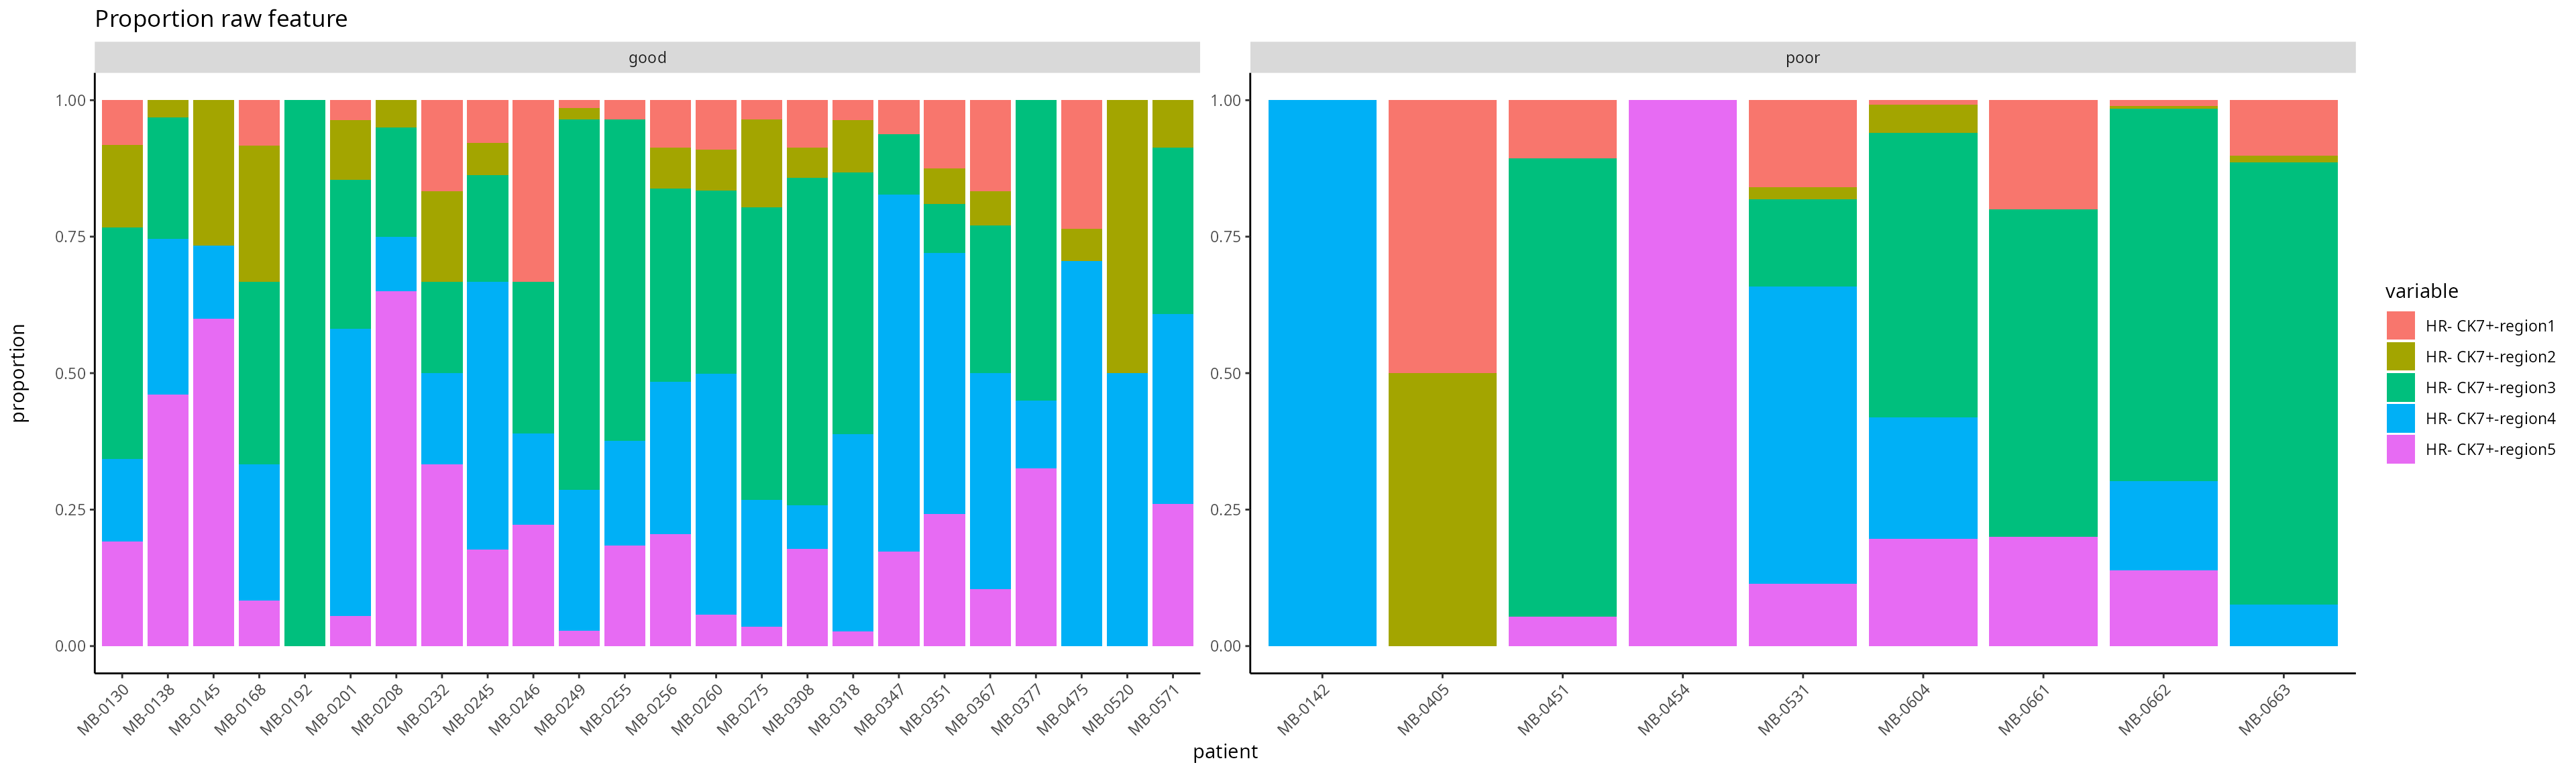 Proportion raw feature
good
poor
proportion
1.00
0.75
0.50
0.25
0.00
1.00
0.75
0.50
0.25
0.00
MB-0130
MB-0138
MB-0145
MB-0168
MB-0192
MB-0201
MB-0208
MB-0232
MB-0245
MB-0246
MB-0249
MB-0255
MB-0256
MB-0260
MB-0275
MB-0308
MB-0318
MB-0347
MB-0351
MB-0367
MB-0377
MB-0475
MB-0520
MB-0571
MB-0142
MB-0405
MB-0451
MB-0454
MB-0531
MB-0604
MB-0661
MB-0662
MB-0663
patient
variable
HR- CK7+-region1
HR- CK7+-region2
HR- CK7+-region3
HR- CK7+-region4
HR- CK7+-region5